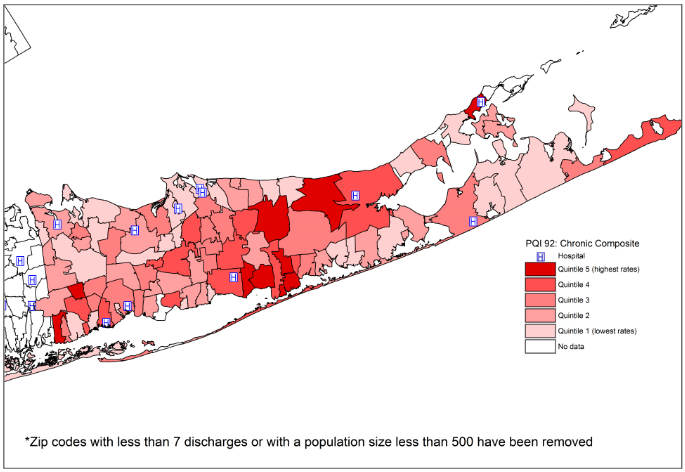 PQI 92: Chronic Composite
Hospital
Quintile 5 (highest rates)
Quintile 4
Quintile 3
Quintile 2
Quintile 1 (lowest rates)
No data
*Zip codes with less than 7 discharges or with a population size less than 500 have been removed